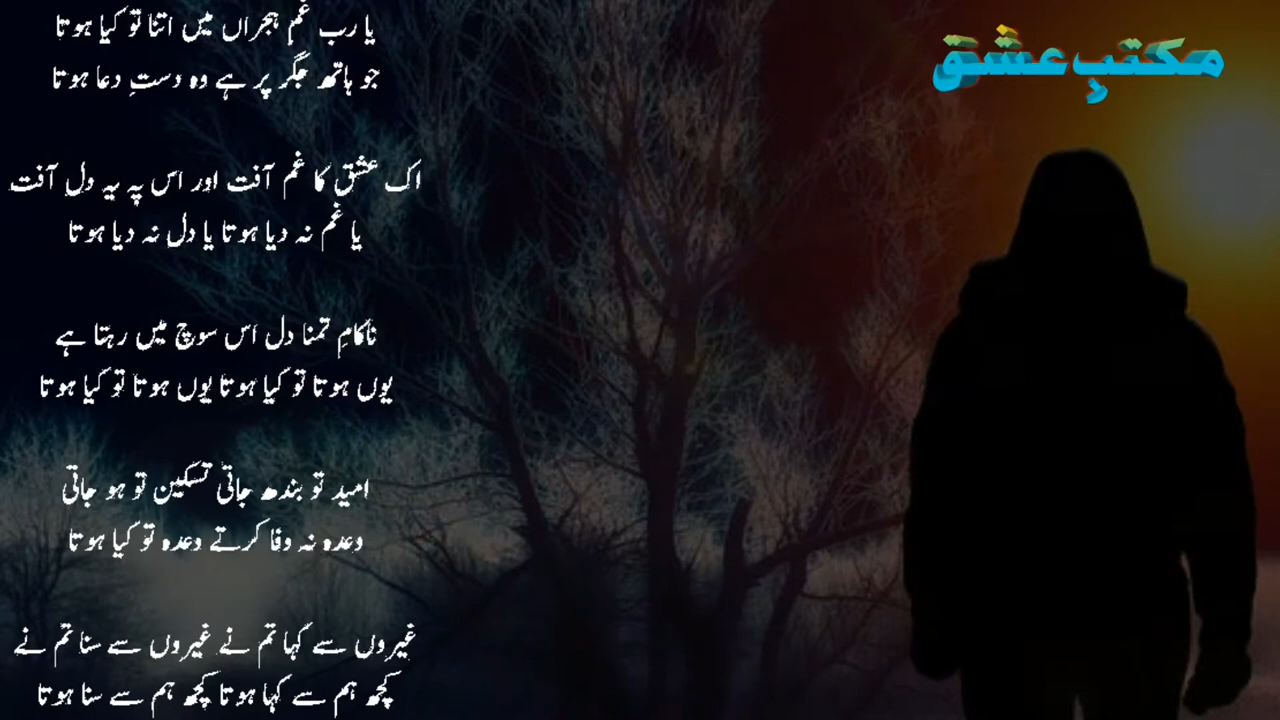 مکتبِ عشق
یا رب غمِ ہجراں میں اتنا تو کیا ہوتا
جو ہاتھ جگر پر ہے وہ دستِ دعا ہوتا
اک عشق کا غم آفت اور اس پہ یہ دل آفت
یا غم نہ دیا ہوتا یا دل نہ دیا ہوتا
ناکامِ تمنا دل اس سوچ میں رہتا ہے
یوں ہوتا تو کیا ہوتا یوں ہوتا تو کیا ہوتا
امید تو بندھ جاتی تسکین تو ہو جاتی
وعدہ نہ وفا کرتے وعدہ تو کیا ہوتا
غیروں سے کہا تم نے غیروں سے سنا تم نے
کچھ ہم سے کہا ہوتا کچھ ہم سے سنا ہوتا